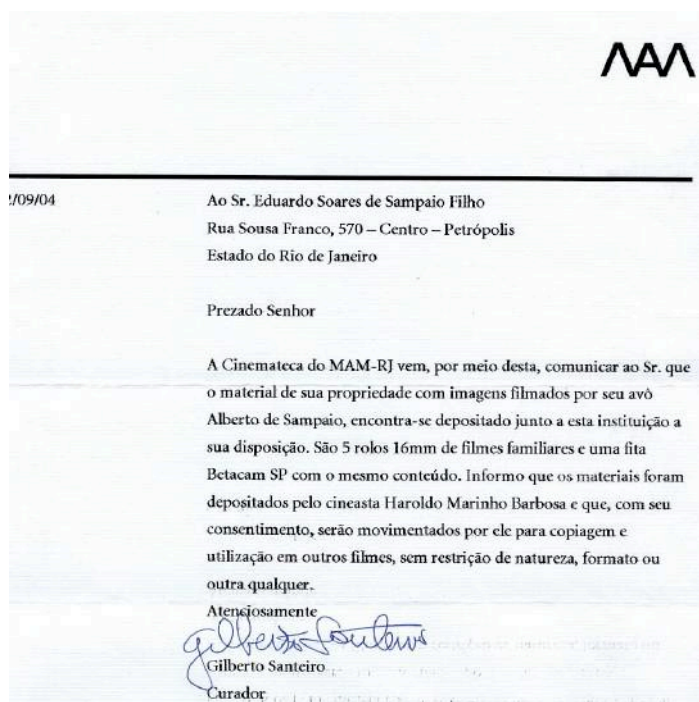 MAM
/09/04
Ao Sr. Eduardo Soares de Sampaio Filho
Rua Sousa Franco, 570 – Centro – Petrópolis
Estado do Rio de Janeiro
Prezado Senhor
A Cinemateca do MAM-RJ vem, por meio desta, comunicar ao Sr. que
o material de sua propriedade com imagens filmados por seu avô
Alberto de Sampaio, encontra-se depositado junto a esta instituição a
sua disposição. São 5 rolos 16mm de filmes familiares e uma fita
Betacam SP com o mesmo conteúdo. Informo que os materiais foram
depositados pelo cineasta Haroldo Marinho Barbosa e que, com seu
consentimento, serão movimentados por ele para copiagem e
utilização em outros filmes, sem restrição de natureza, formato ou
outra qualquer.
Atenciosamente
Gilberto Santeiro
Gilberto Santeiro
Curador